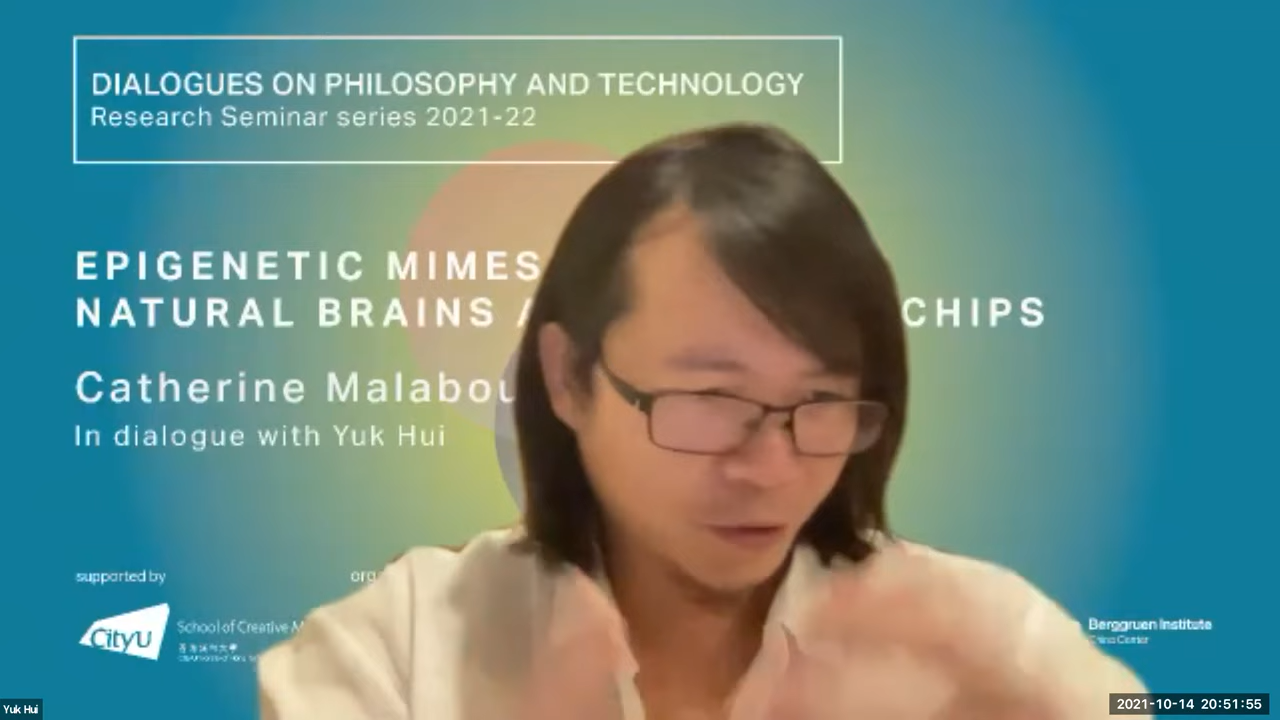 DIALOGUES ON PHILOSOPHY AND TECHNOLOGY
Research Seminar series 2021-22
EPIGENETIC MIMES
NATURAL BRAINS A CHIPS
Catherine Malabou
In dialogue with Yuk Hui
supported by
org
CityU
School of Creative M
Berggruen Institute
China Center
Yuk Hui
2021-10-14 20:51:55